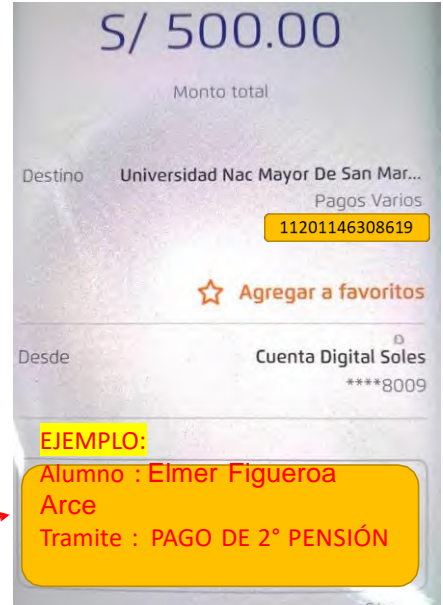 S/ 500.00
Monto total
Destino Universidad Nac Mayor De San Mar...
Pagos Varios
11201146308619
Agregar a favoritos
Desde Cuenta Digital Soles
****8009
EJEMPLO:
Alumno : Elmer Figueroa
Arce
Tramite : PAGO DE 2° PENSIÓN